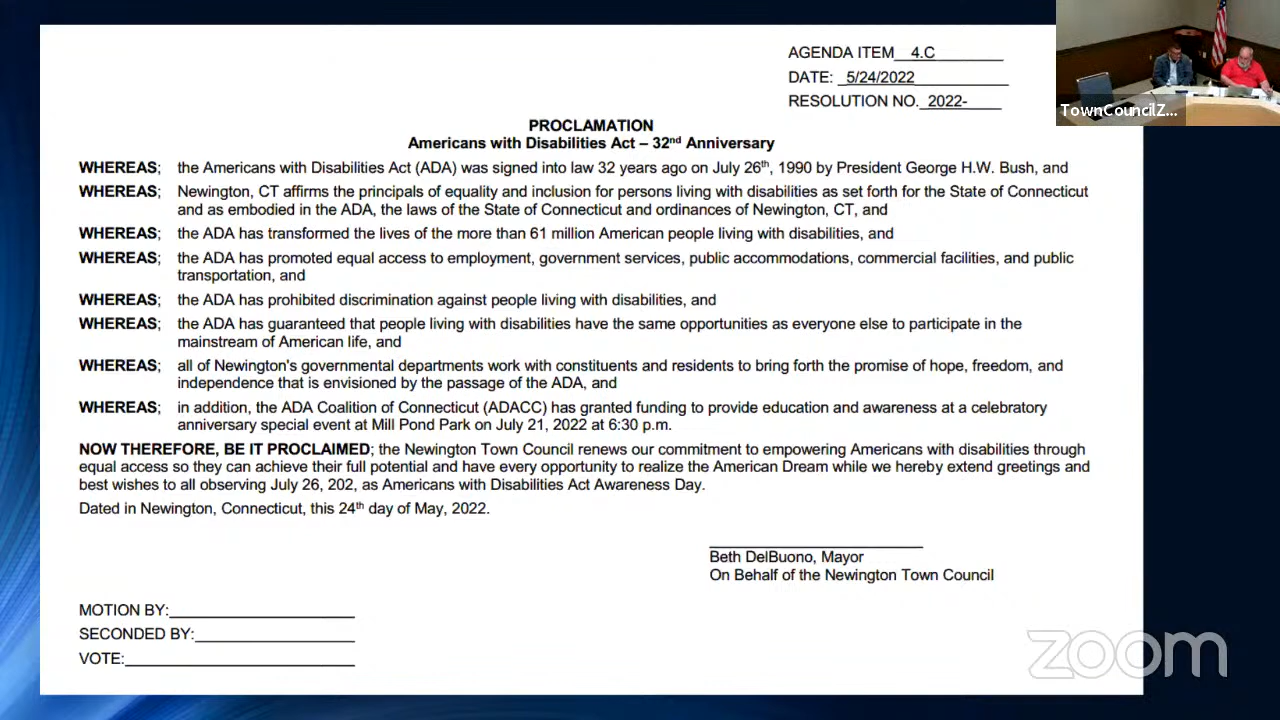 AGENDA ITEM__4.C________
DATE: _5/24/2022___________
RESOLUTION NO._2022-____
TownCouncilZ...
PROCLAMATION
Americans with Disabilities Act – 32nd Anniversary
WHEREAS; the Americans with Disabilities Act (ADA) was signed into law 32 years ago on July 26th, 1990 by President George H.W. Bush, and
WHEREAS; Newington, CT affirms the principals of equality and inclusion for persons living with disabilities as set forth for the State of Connecticut
and as embodied in the ADA, the laws of the State of Connecticut and ordinances of Newington, CT, and
WHEREAS; the ADA has transformed the lives of the more than 61 million American people living with disabilities, and
WHEREAS; the ADA has promoted equal access to employment, government services, public accommodations, commercial facilities, and public
transportation, and
WHEREAS; the ADA has prohibited discrimination against people living with disabilities, and
WHEREAS; the ADA has guaranteed that people living with disabilities have the same opportunities as everyone else to participate in the
mainstream of American life, and
WHEREAS; all of Newington's governmental departments work with constituents and residents to bring forth the promise of hope, freedom, and
independence that is envisioned by the passage of the ADA, and
WHEREAS; in addition, the ADA Coalition of Connecticut (ADACC) has granted funding to provide education and awareness at a celebratory
anniversary special event at Mill Pond Park on July 21, 2022 at 6:30 p.m.
NOW THEREFORE, BE IT PROCLAIMED; the Newington Town Council renews our commitment to empowering Americans with disabilities through
equal access so they can achieve their full potential and have every opportunity to realize the American Dream while we hereby extend greetings and
best wishes to all observing July 26, 202, as Americans with Disabilities Act Awareness Day.
Dated in Newington, Connecticut, this 24th day of May, 2022.
Beth DelBuono, Mayor
On Behalf of the Newington Town Council
MOTION BY:______________________
SECONDED BY:___________________
VOTE:___________________________
zoom